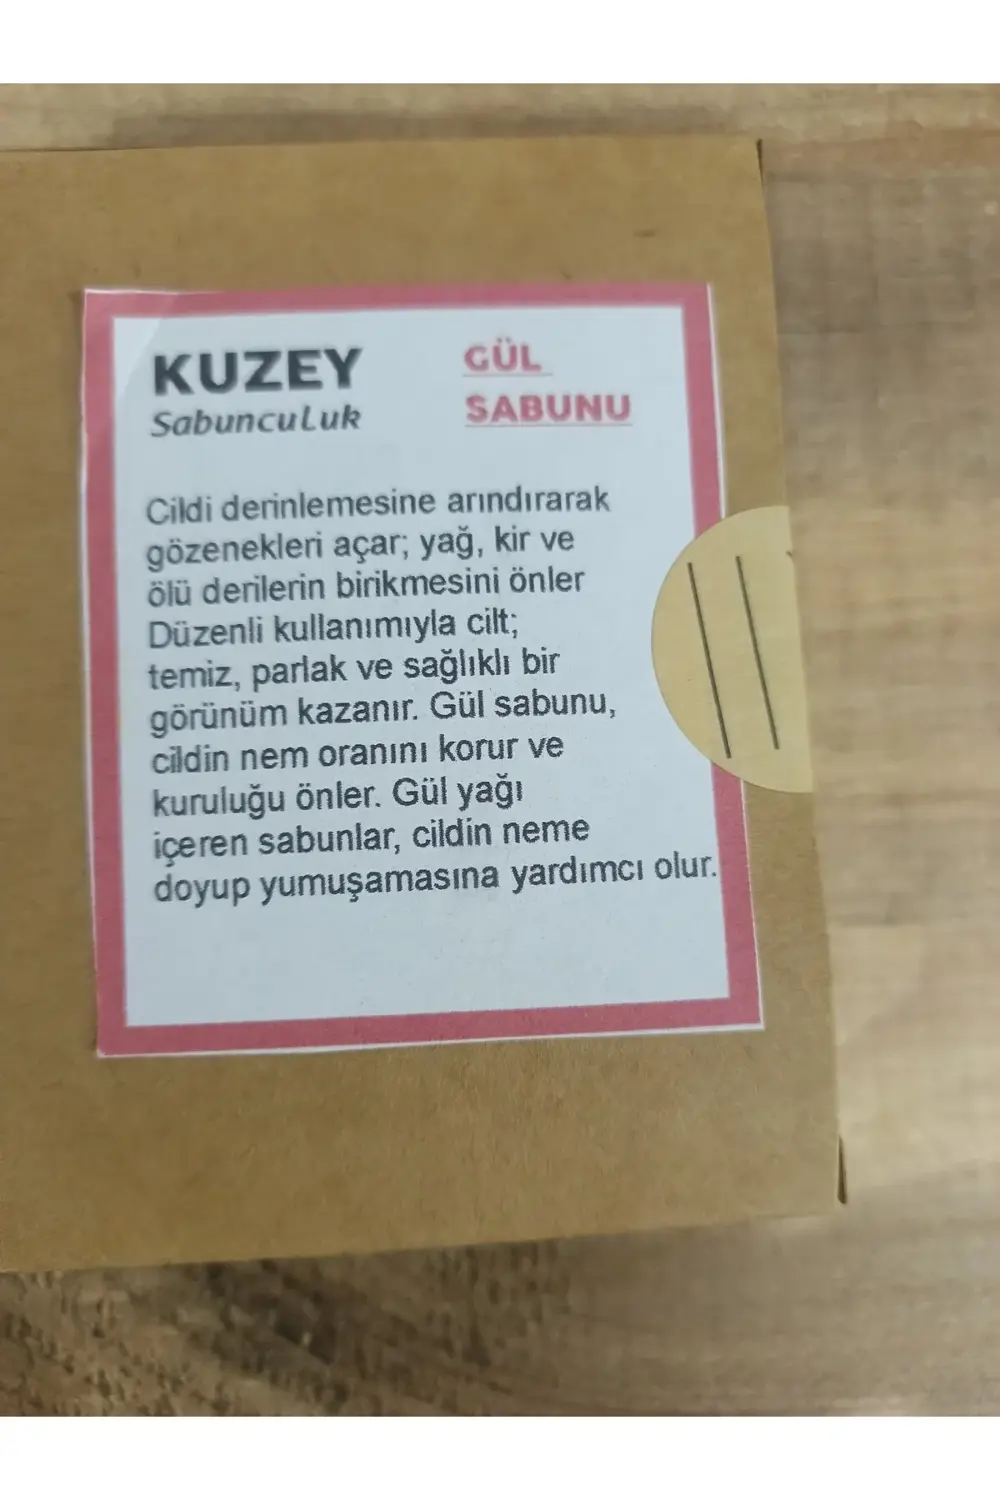 KUZEY
SabuncuLuk
GÜL
SABUNU
Cildi derinlemesine arındırarak
gözenekleri açar; yağ, kir ve
ölü derilerin birikmesini önler
Düzenli kullanımıyla cilt;
temiz, parlak ve sağlıklı bir
görünüm kazanır. Gül sabunu,
cildin nem oranını korur ve
kuruluğu önler. Gül yağı
içeren sabunlar, cildin neme
doyup yumuşamasına yardımcı olur.